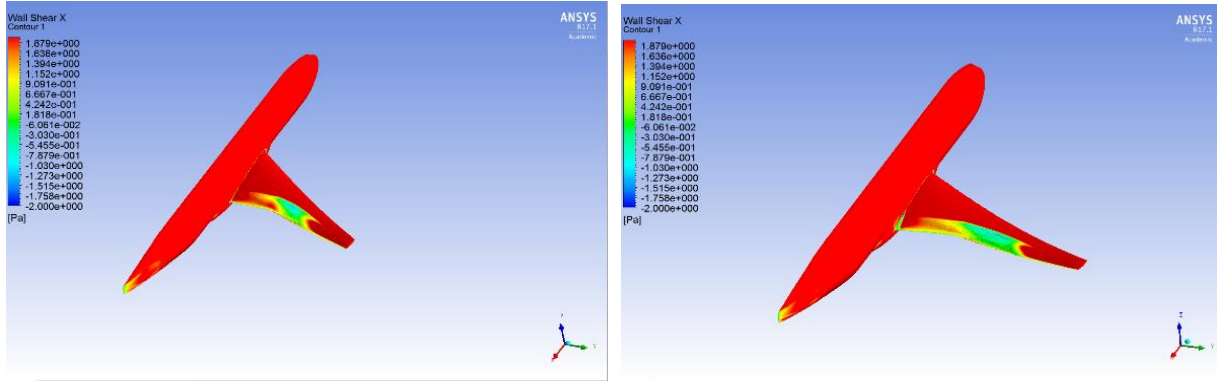 Wall Shear X
Contour 1
1.879e+000
1.636e+000
1.394e+000
1.152e+000
9.091e-001
6.667e-001
4.242e-001
1.818e-001
-6.061e-002
-3.030e-001
-5.455e-001
-7.879e-001
-1.030e+000
-1.273e+000
-1.515e+000
-1.758e+000
-2.000e+000
[Pa]
ANSYS
R17.1
Academic
Wall Shear X
Contour 1
1.879e+000
1.636e+000
1.394e+000
1.152e+000
9.091e-001
6.667e-001
4.242e-001
1.818e-001
-6.061e-002
-3.030e-001
-5.455e-001
-7.879e-001
-1.030e+000
-1.273e+000
-1.515e+000
-1.758e+000
-2.000e+000
[Pa]
ANSYS
R17.1
Academic
Z
Y